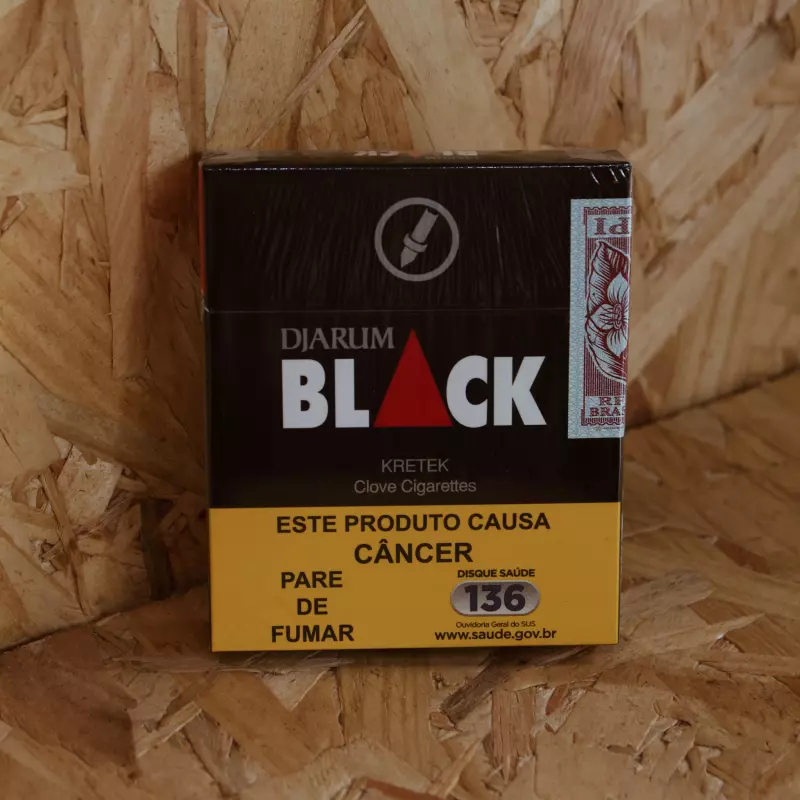 DJARUM
BLACK
KRETEK
Clove Cigarettes
IPI
ESTE PRODUTO CAUSA
CÂNCER
PARE
DE
FUMAR
DISQUE SAÚDE
136
Ouvidoria Geral do SUS
www.saude.gov.br